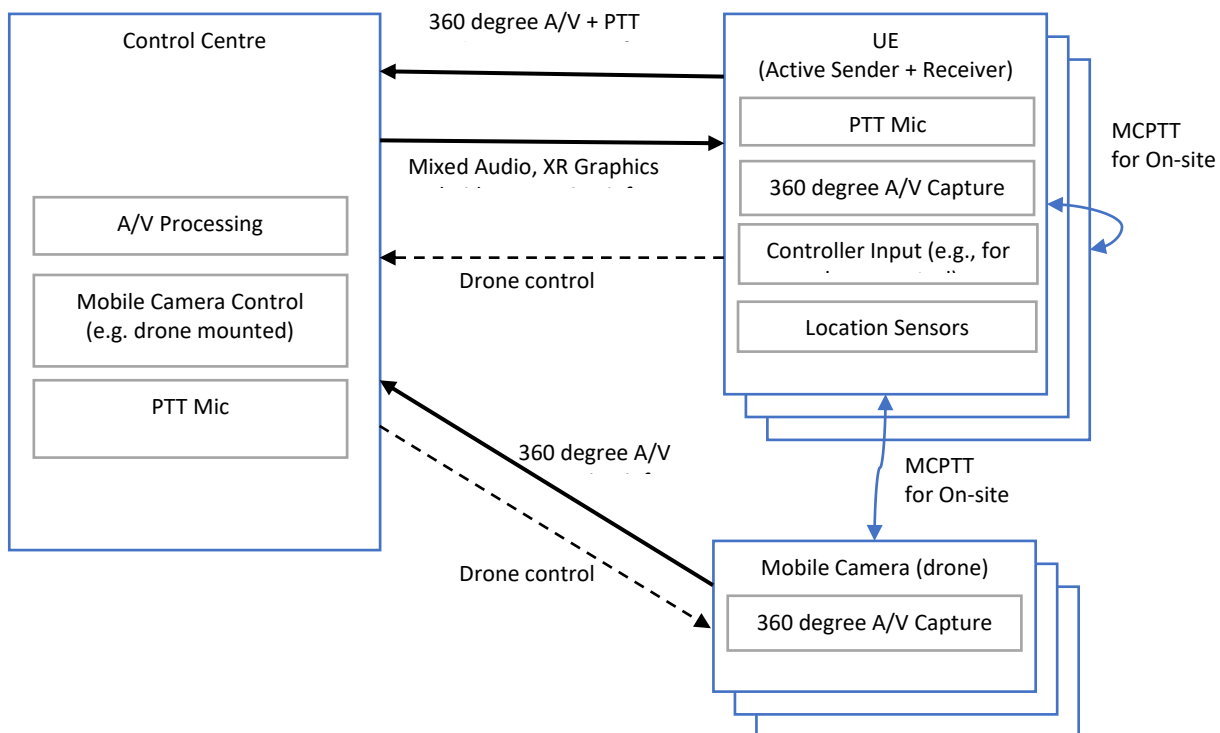 Control Centre
A/V Processing
Mobile Camera Control
(e.g. drone mounted)
PTT Mic
360 degree A/V + PTT
Mixed Audio, XR Graphics
Drone control
360 degree A/V
Drone control
UE
(Active Sender + Receiver)
PTT Mic
360 degree A/V Capture
Controller Input (e.g., for
Location Sensors
MCPTT
for On-site
MCPTT
for On-site
Mobile Camera (drone)
360 degree A/V Capture